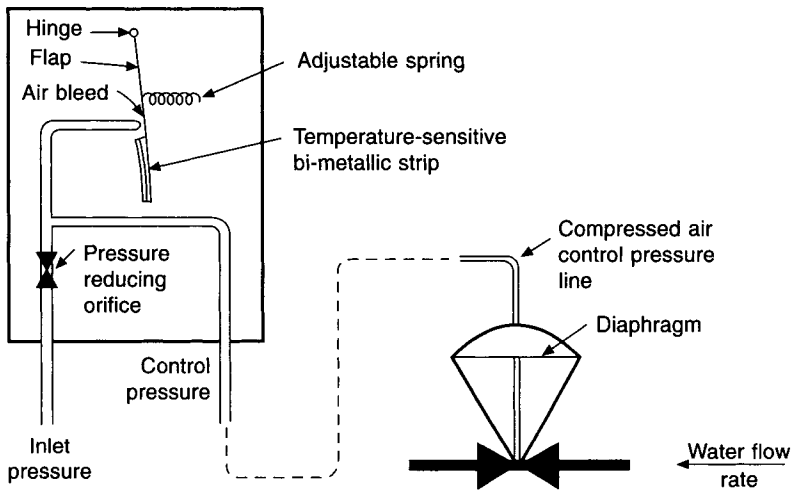 Hinge
Flap
Air bleed
Adjustable spring
Temperature-sensitive
bi-metallic strip
Pressure
reducing
orifice
Compressed air
control pressure
line
Diaphragm
Control
pressure
Inlet
pressure
Water flow
rate